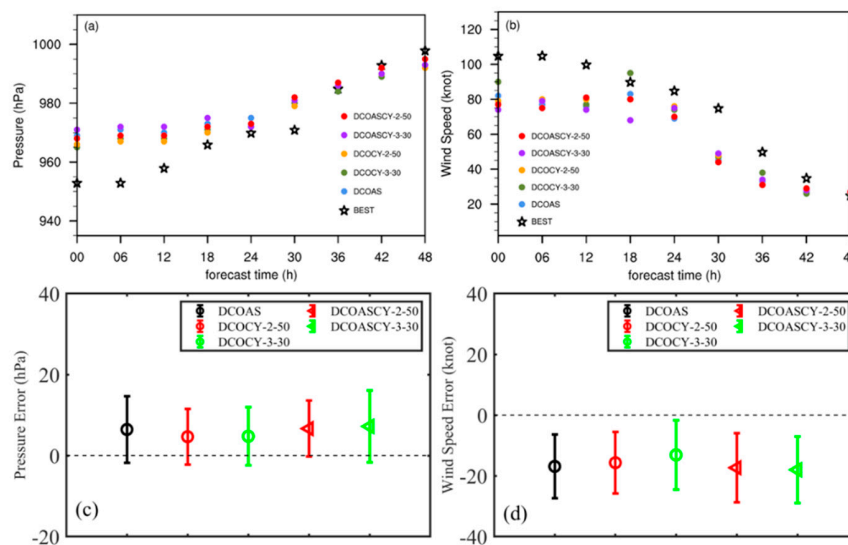 (a)
1000
980
960
940
Pressure (hPa)
DCOASCY-2-50
DCOASCY-3-30
DCOCY-2-50
DCOCY-3-30
DCOAS
BEST
00 06 12 18 24 30 36 42 48
forecast time (h)
(b)
120
100
80
60
40
20
Wind Speed (knot)
DCOASCY-2-50
DCOASCY-3-30
DCOCY-2-50
DCOCY-3-30
DCOAS
BEST
00 06 12 18 24 30 36 42
forecast time (h)
40
20
0
-20
Pressure Error (hPa)
DCOAS DCOASCY-2-50
DCOCY-2-50 DCOASCY-3-30
DCOCY-3-30
(c)
40
20
0
-20
-40
Wind Speed Error (knot)
DCOAS DCOASCY-2-50
DCOCY-2-50 DCOASCY-3-30
DCOCY-3-30
(d)